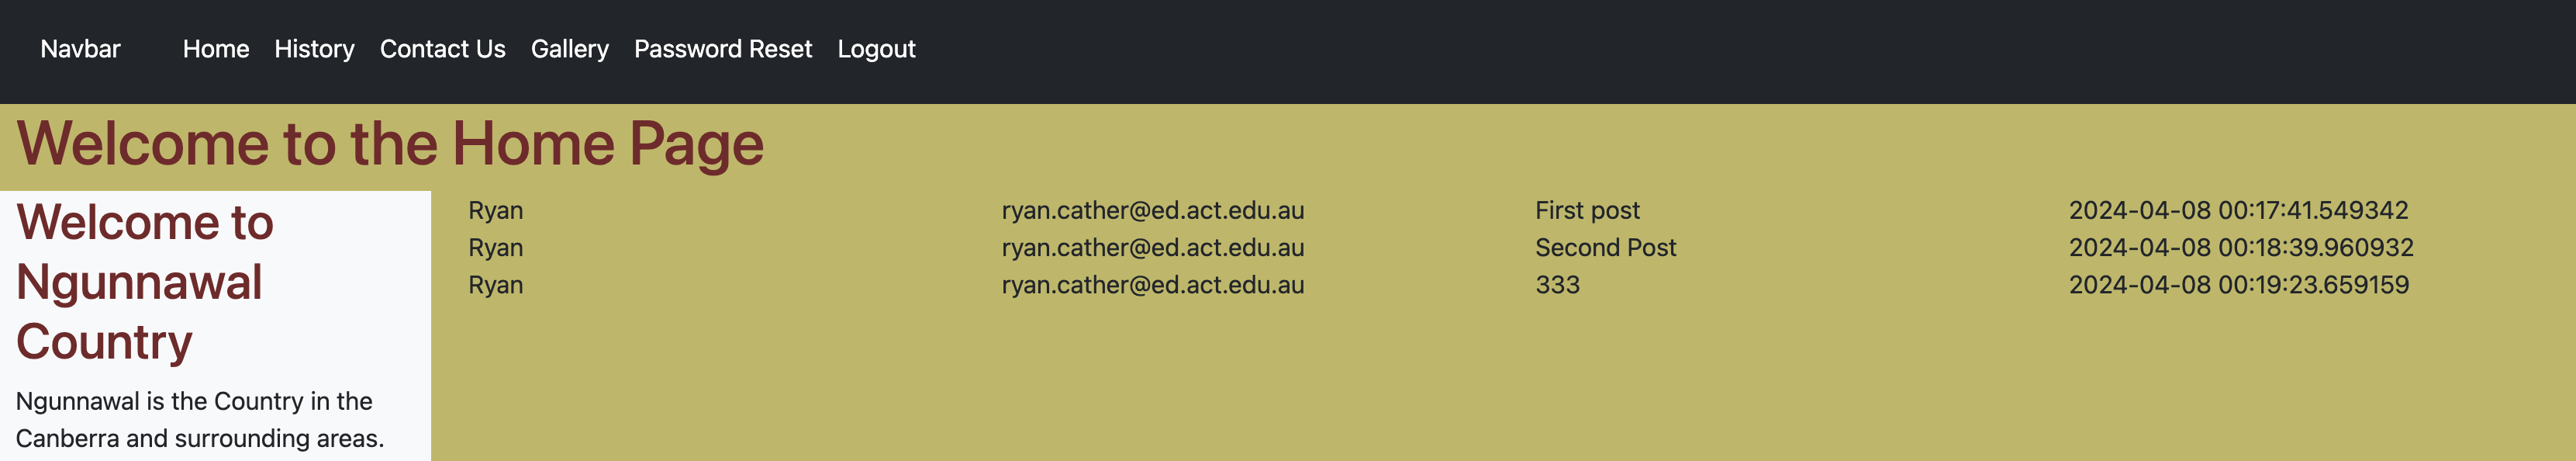 Navbar Home History Contact Us Gallery Password Reset Logout
Welcome to the Home Page
Welcome to
Ngunnawal
Country
Ngunnawal is the Country in the
Canberra and surrounding areas.
Ryan ryan.cather@ed.act.edu.au First post 2024-04-08 00:17:41.549342
Ryan ryan.cather@ed.act.edu.au Second Post 2024-04-08 00:18:39.960932
Ryan ryan.cather@ed.act.edu.au 333 2024-04-08 00:19:23.659159